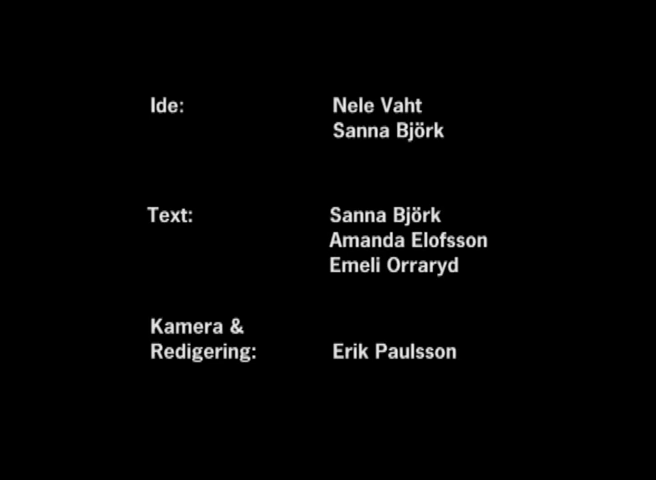 Ide: Nele Vaht
Sanna Björk
Text: Sanna Björk
Amanda Elofsson
Emeli Orraryd
Kamera &
Redigering: Erik Paulsson